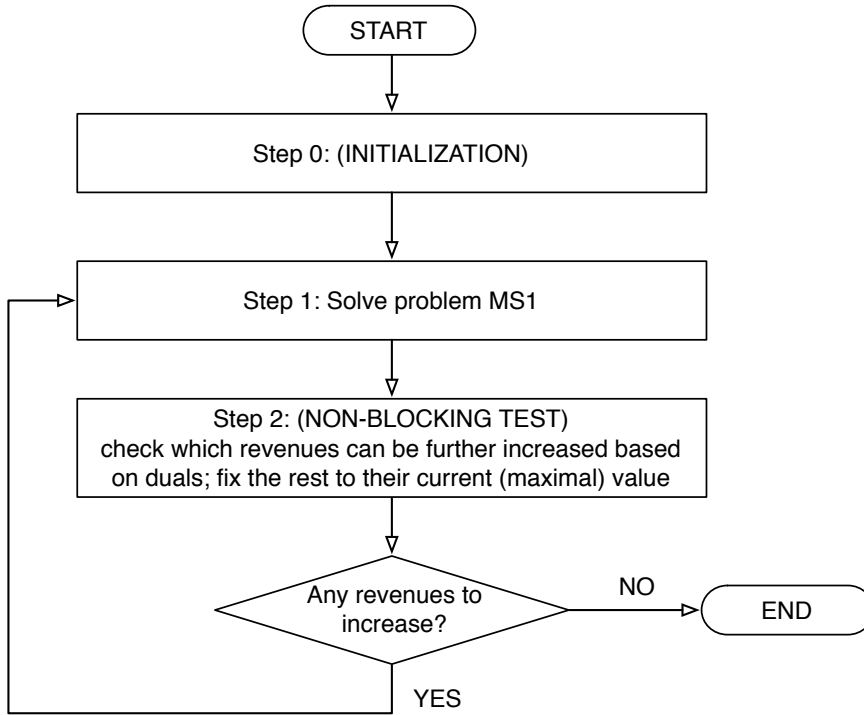 START
Step 0: (INITIALIZATION)
Step 1: Solve problem MS1
Step 2: (NON-BLOCKING TEST)
check which revenues can be further increased based
on duals; fix the rest to their current (maximal) value
Any revenues to
increase?
NO
END
YES